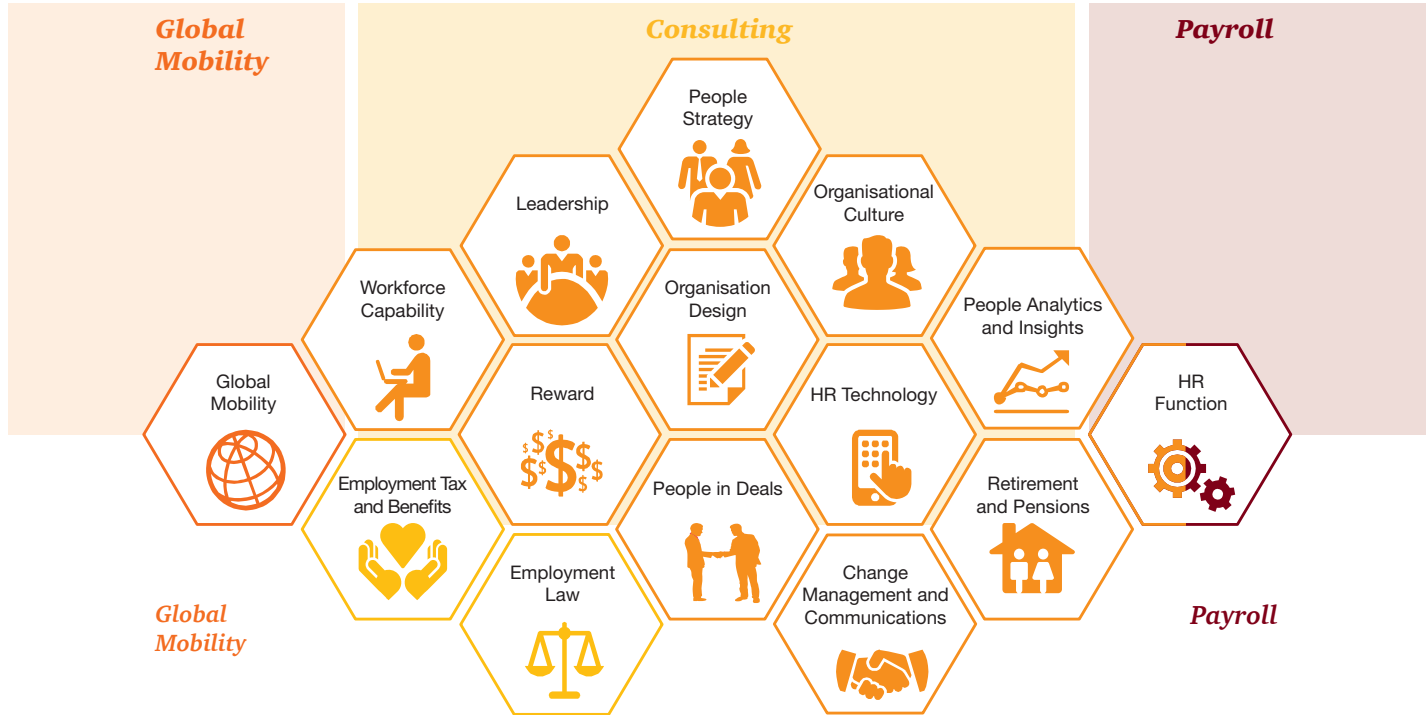 Global
Mobility
Consulting
Payroll
People
Strategy
Leadership
Organisational
Culture
Workforce
Capability
Organisation
Design
People Analytics
and Insights
Global
Mobility
Reward
HR Technology
HR
Function
Employment Tax
and Benefits
People in Deals
Retirement
and Pensions
Employment
Law
Change
Management and
Communications
Global
Mobility
Payroll